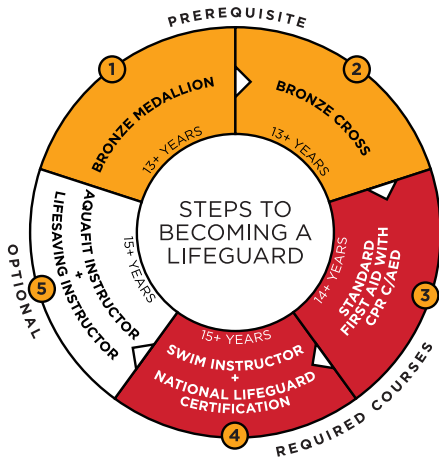 STEPS TO
BECOMING A
LIFEGUARD
PREREQUISITE
1
BRONZE MEDALLION
13+ YEARS
2
BRONZE CROSS
13+ YEARS
REQUIRED COURSES
3
STANDARD
FIRST AID WITH
CPR C/AED
14+ YEARS
4
15+ YEARS
SWIM INSTRUCTOR
+
NATIONAL LIFEGUARD
CERTIFICATION
OPTIONAL
5
AQUAFIT INSTRUCTOR
+
LIFESAVING INSTRUCTOR
15+ YEARS